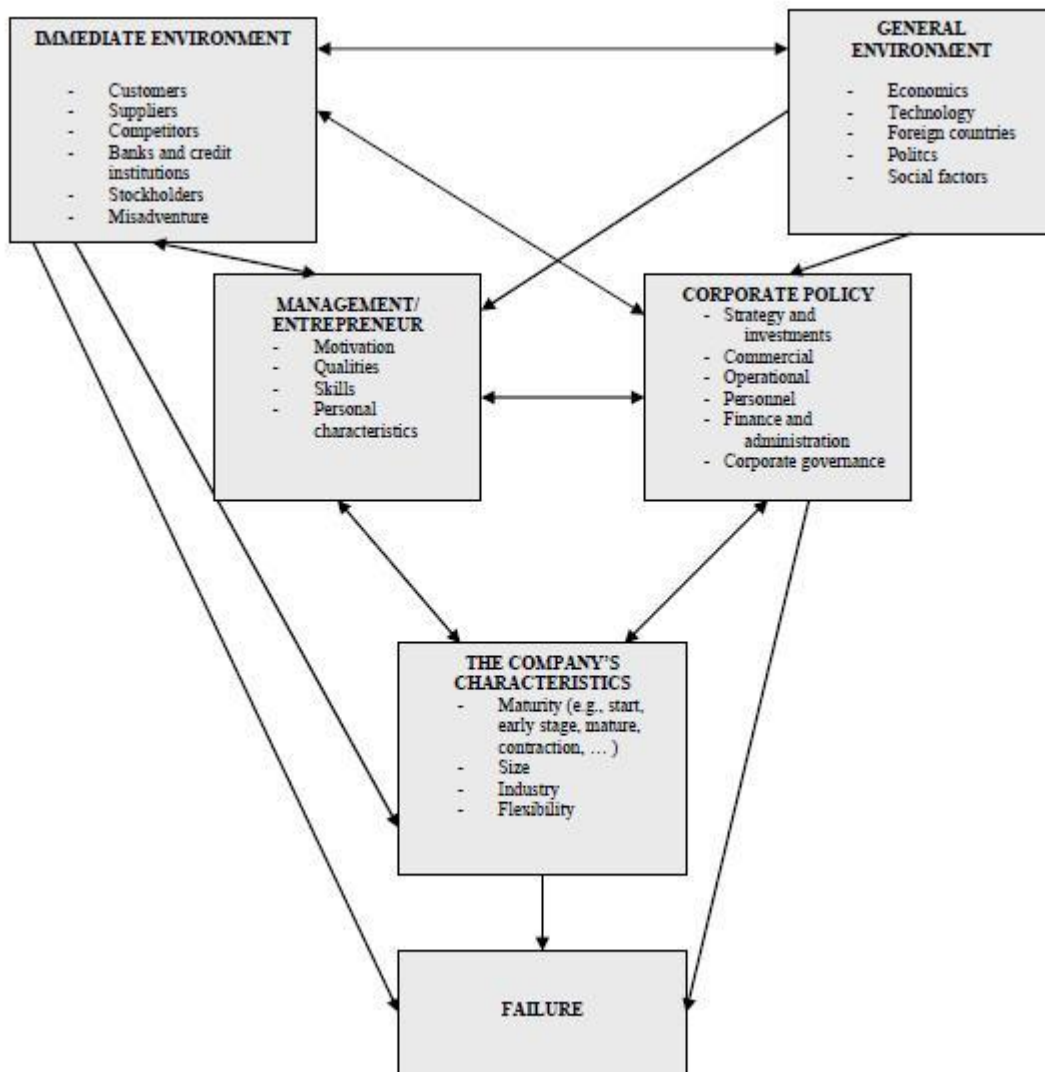 IMMEDIATE ENVIRONMENT
- Customers
- Suppliers
- Competitors
- Banks and credit
institutions
- Stockholders
- Misadventure
GENERAL
ENVIRONMENT
- Economics
- Technology
- Foreign countries
- Politcs
- Social factors
MANAGEMENT/
ENTREPRENEUR
- Motivation
- Qualities
- Skills
- Personal
characteristics
CORPORATE POLICY
- Strategy and
investments
- Commercial
- Operational
- Personnel
- Finance and
administration
- Corporate governance
THE COMPANY'S
CHARACTERISTICS
- Maturity (e.g., start,
early stage, mature,
contraction, … )
- Size
- Industry
- Flexibility
FAILURE